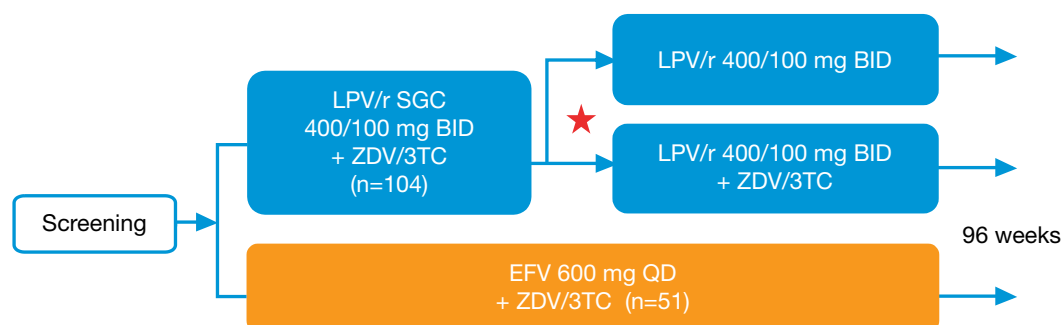 Screening
LPV/r SGC
400/100 mg BID
+ ZDV/3TC
(n=104)
LPV/r 400/100 mg BID
LPV/r 400/100 mg BID
+ ZDV/3TC
EFV 600 mg QD
+ ZDV/3TC (n=51)
96 weeks